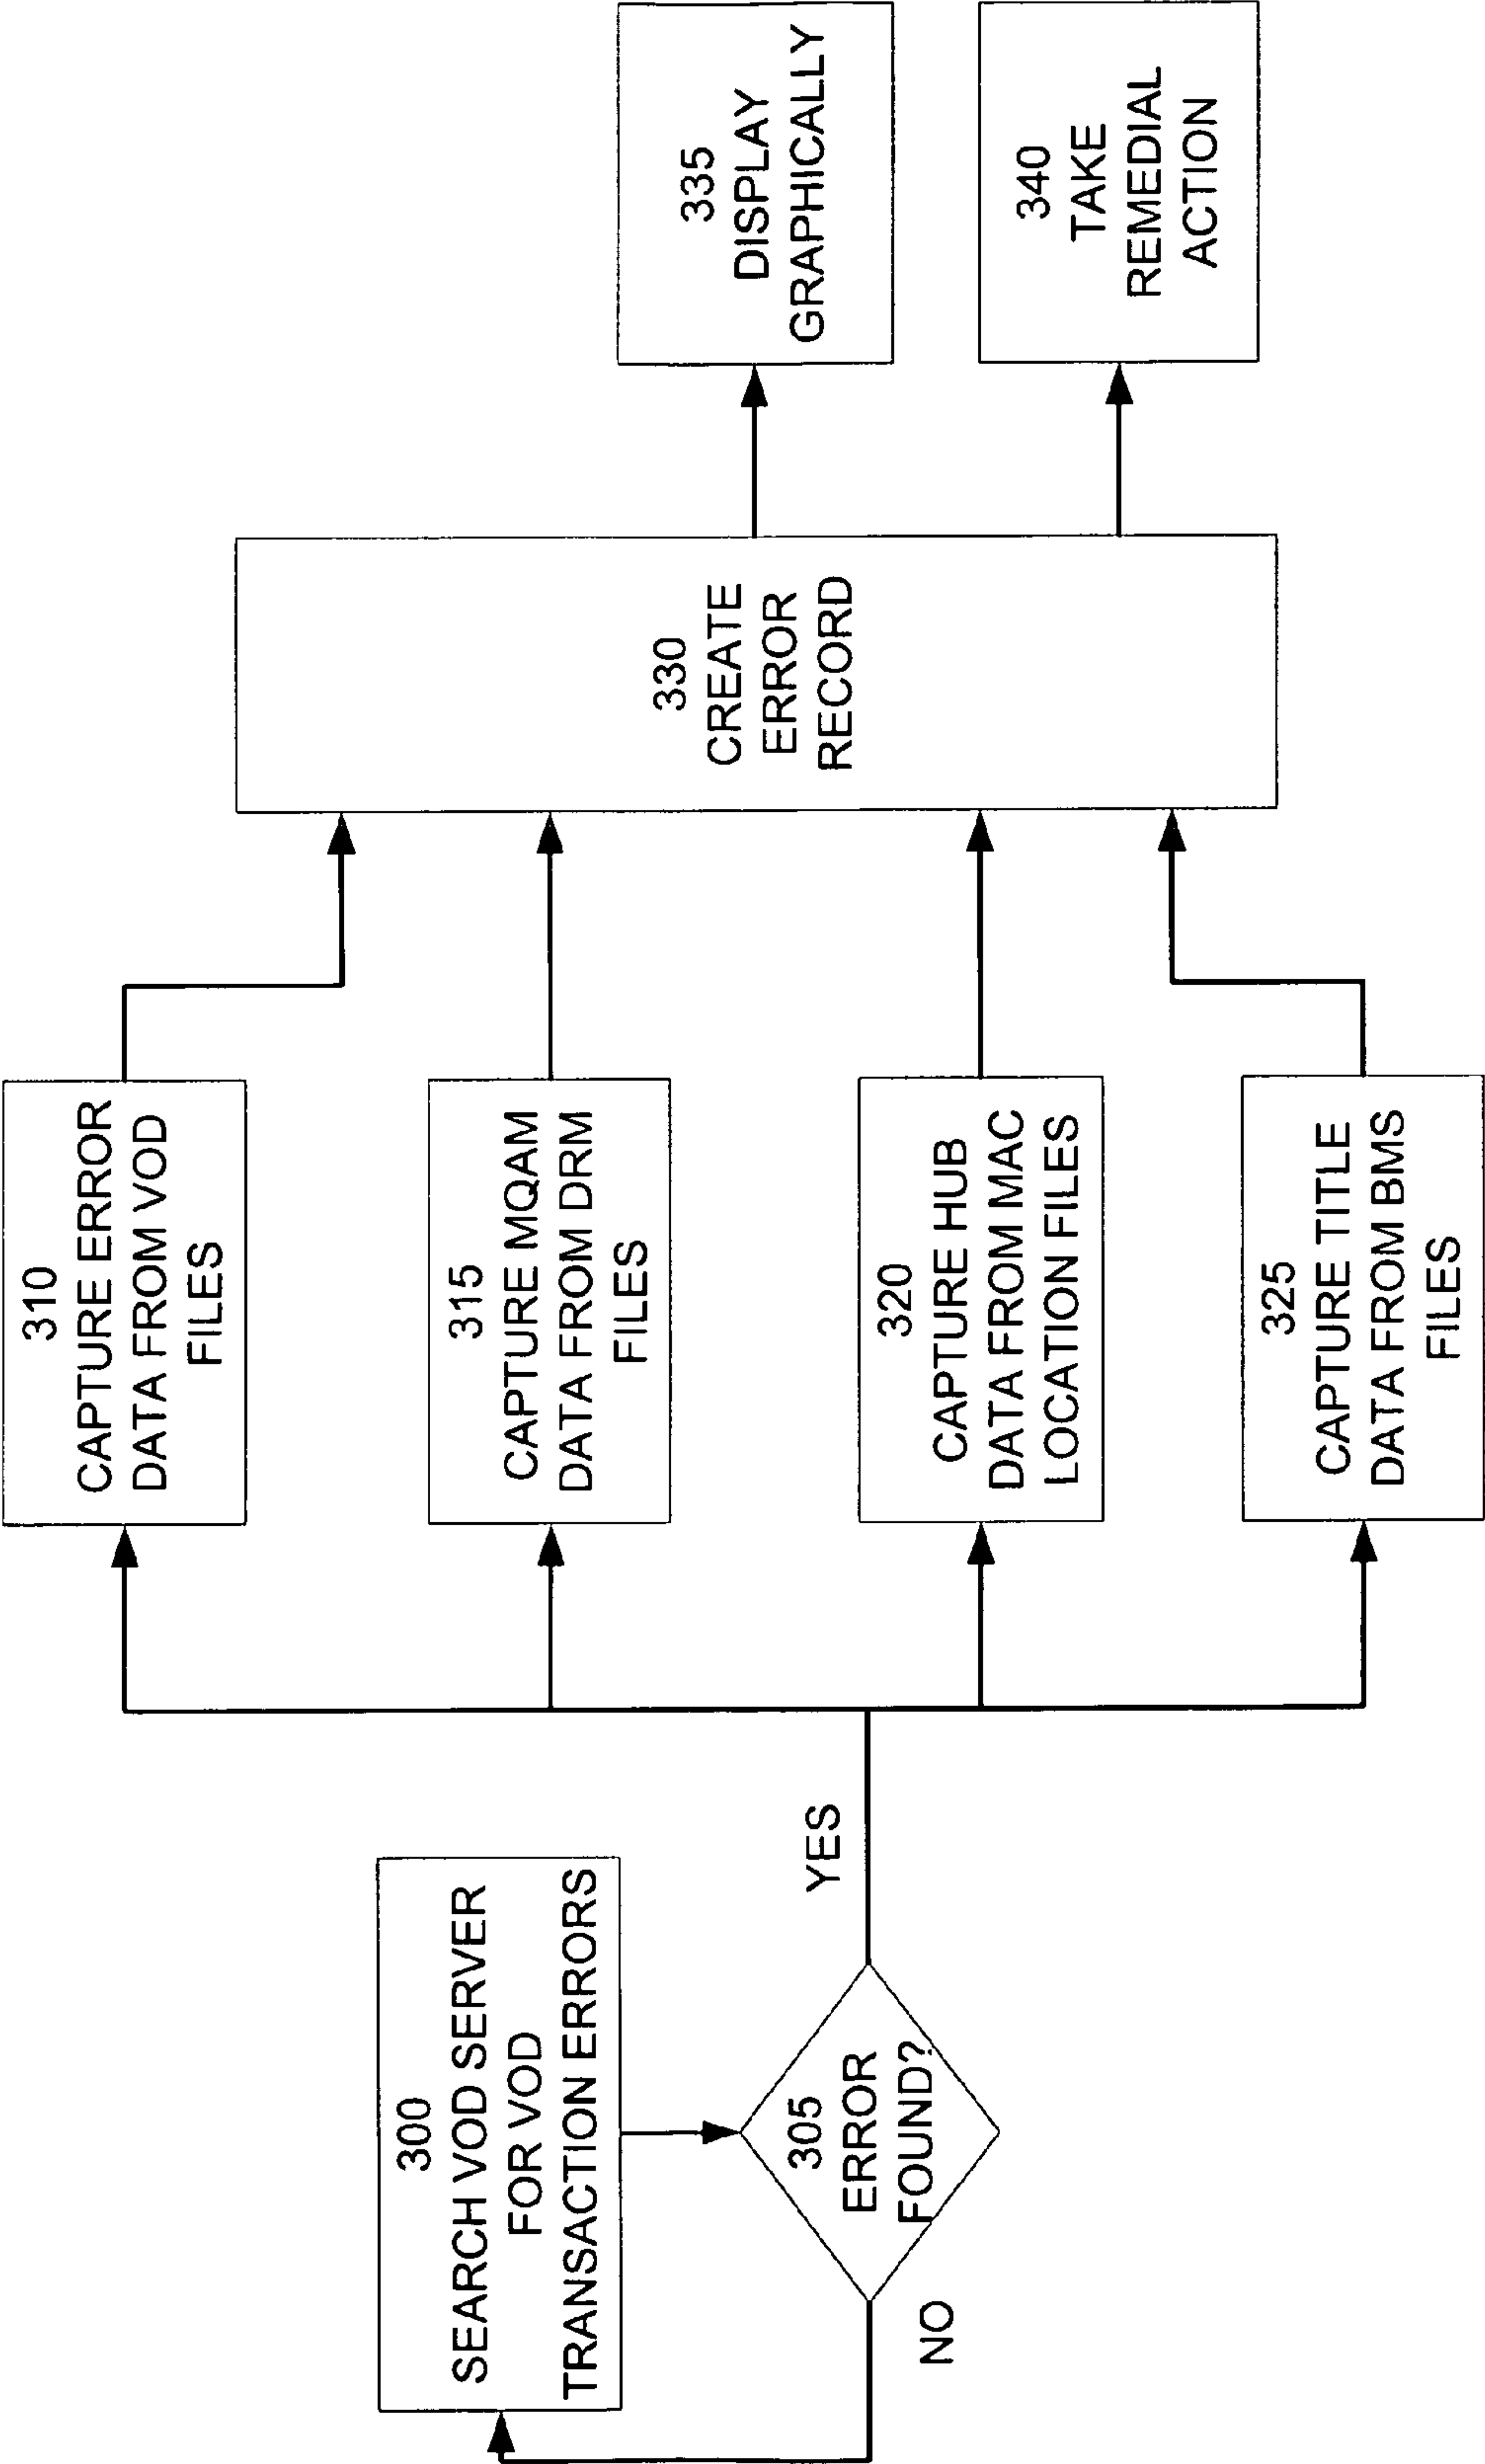 300
SEARCH VOD SERVER
FOR VOD
TRANSACTION ERRORS
305
ERROR
FOUND?
NO
YES
310
CAPTURE ERROR
DATA FROM VOD
FILES
315
CAPTURE MQAM
DATA FROM DRM
FILES
320
CAPTURE HUB
DATA FROM MAC
LOCATION FILES
325
CAPTURE TITLE
DATA FROM BMS
FILES
330
CREATE
ERROR
RECORD
335
DISPLAY
GRAPHICALLY
340
TAKE
REMEDIAL
ACTION